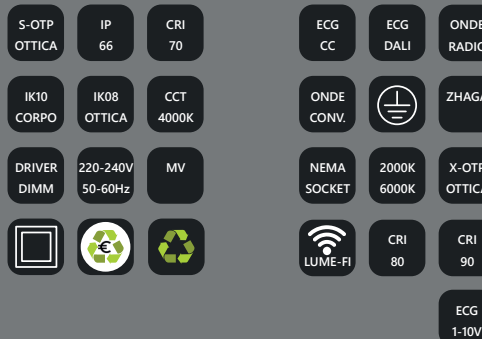 S-OTP
OTTICA
IP
66
CRI
70
IK10
CORPO
IK08
OTTICA
CCT
4000K
DRIVER
DIMM
220-240V
50-60Hz
MV
€
ECG
CC
ECG
DALI
ONDE
RADIO
ONDE
CONV.
ZHAGA
NEMA
SOCKET
2000K
6000K
X-OTP
OTTICA
LUME-FI
CRI
80
CRI
90
ECG
1-10V